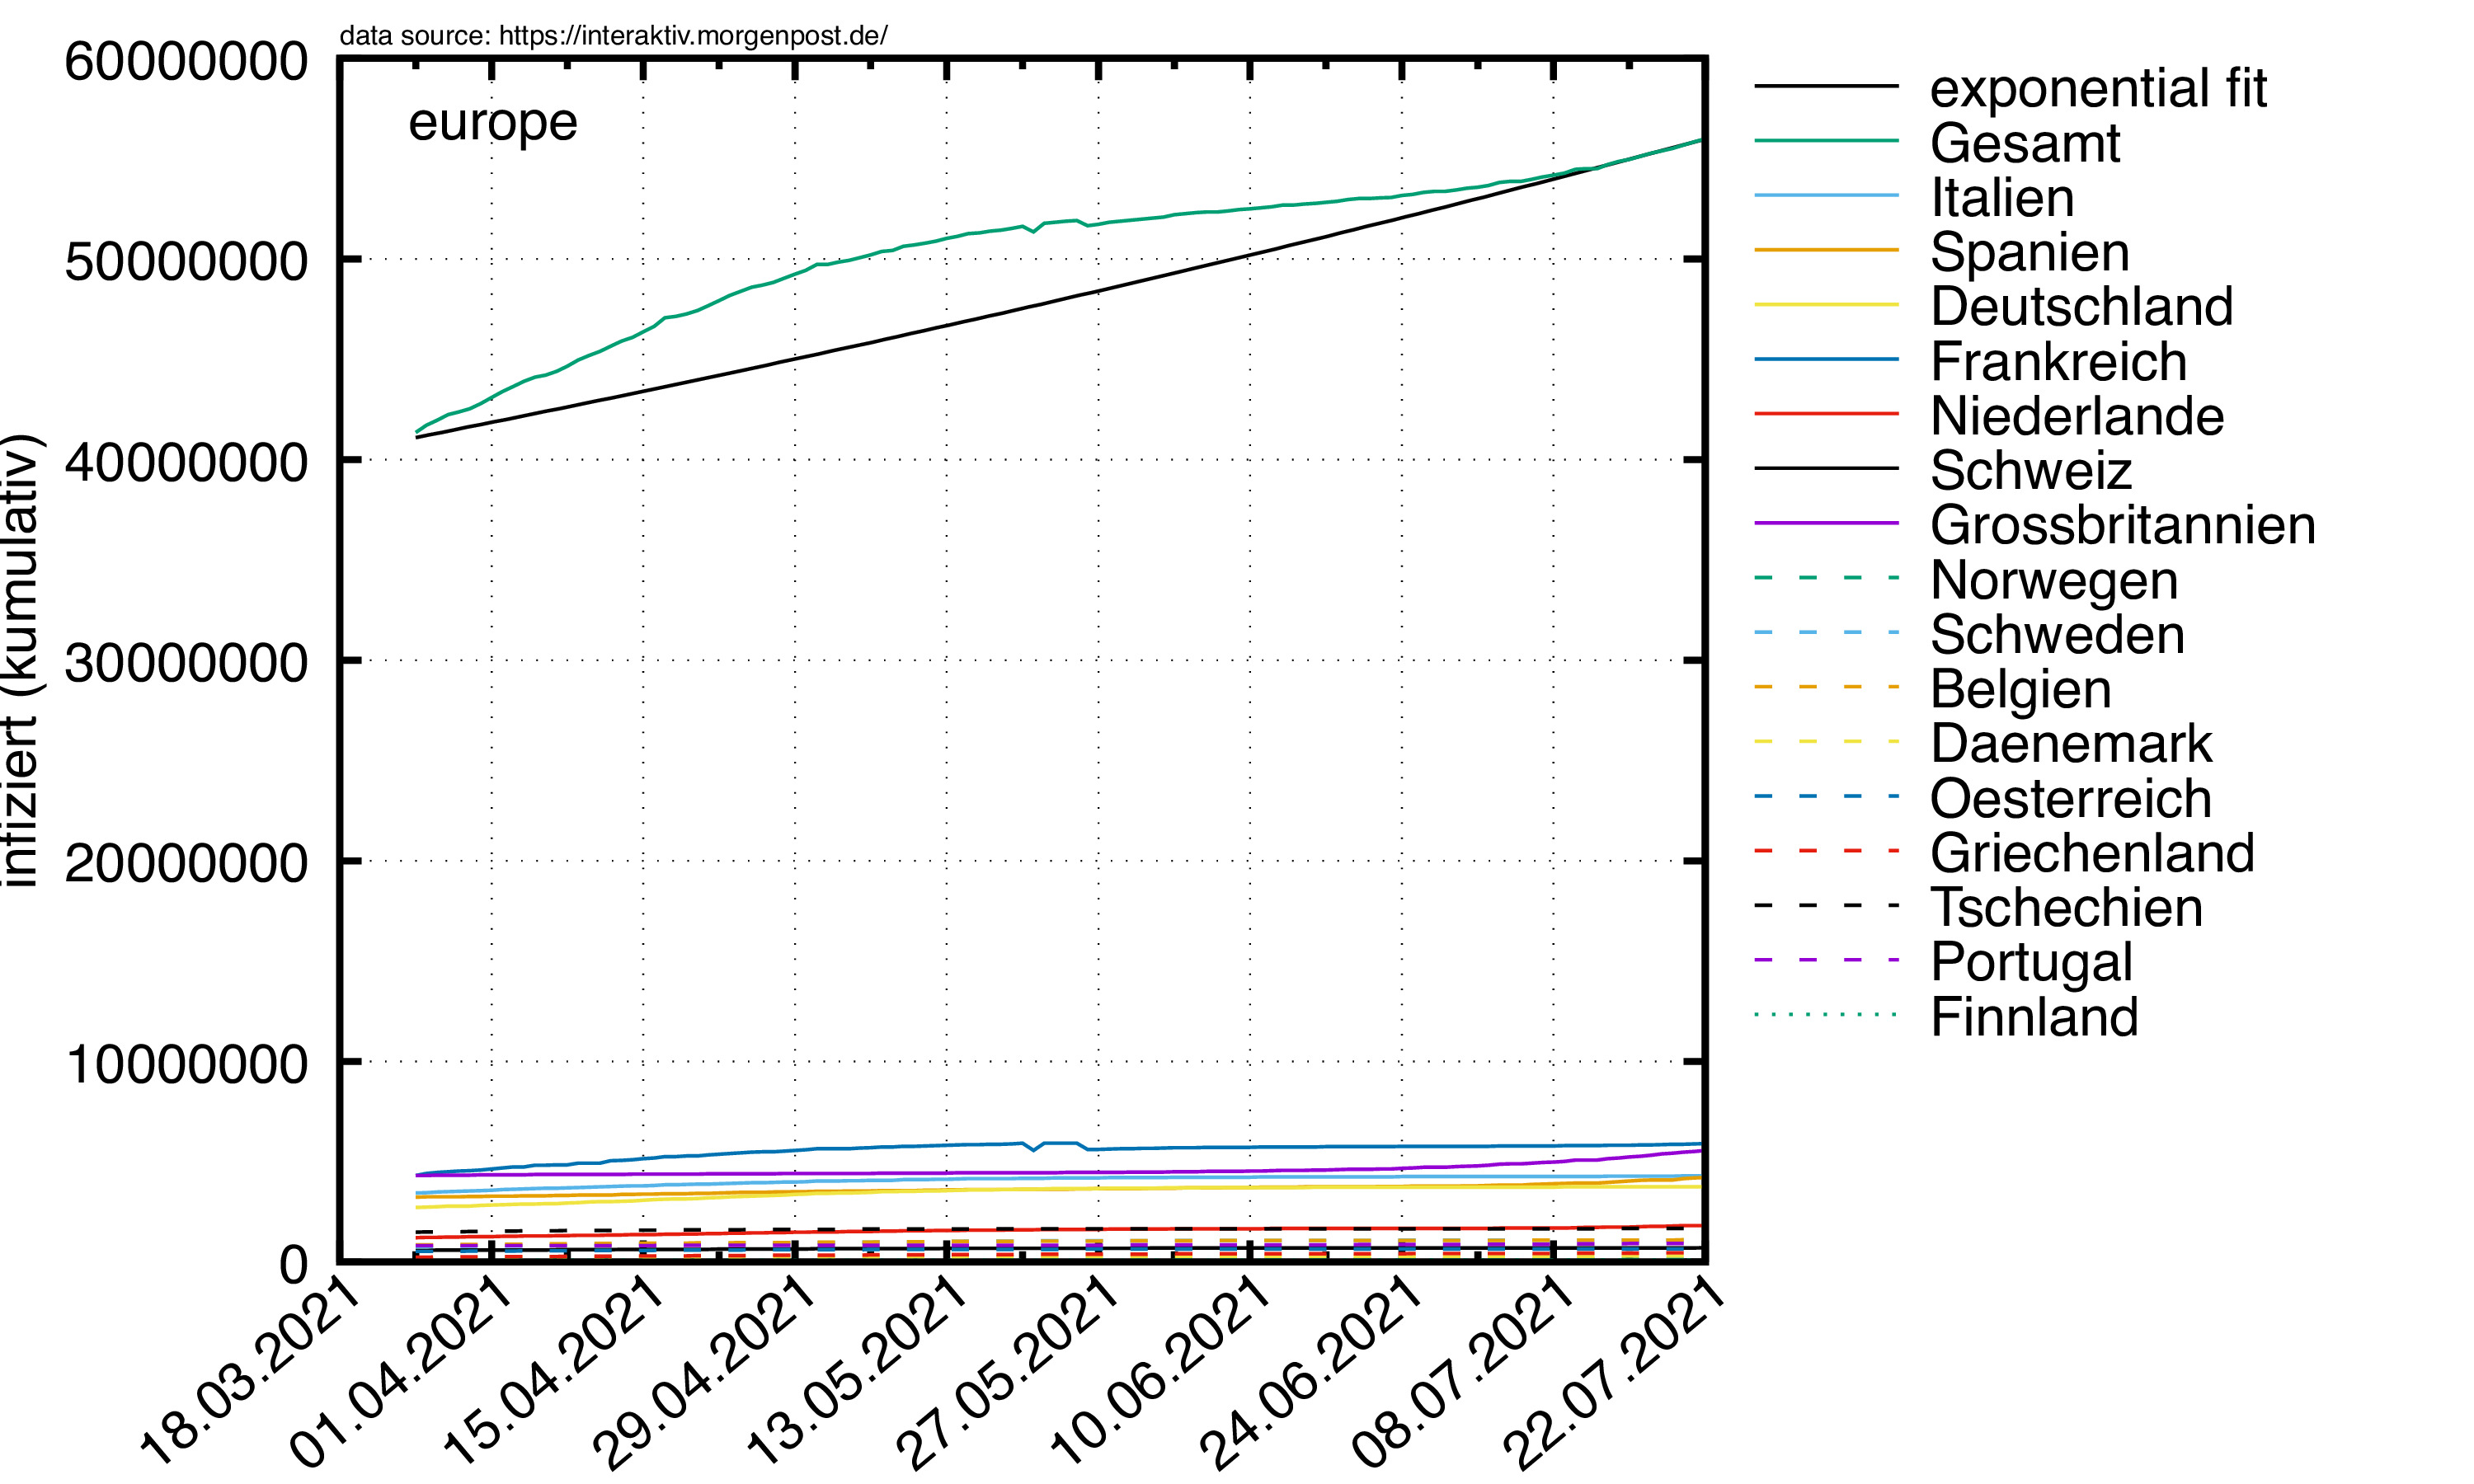 data source: https://interaktiv.morgenpost.de/
60000000
50000000
40000000
30000000
20000000
10000000
0
infiziert (kumulativ)
europe
18.03.2021
01.04.2021
15.04.2021
29.04.2021
13.05.2021
27.05.2021
10.06.2021
24.06.2021
08.07.2021
22.07.2021
exponential fit
Gesamt
Italien
Spanien
Deutschland
Frankreich
Niederlande
Schweiz
Grossbritannien
Norwegen
Schweden
Belgien
Daenemark
Oesterreich
Griechenland
Tschechien
Portugal
Finnland